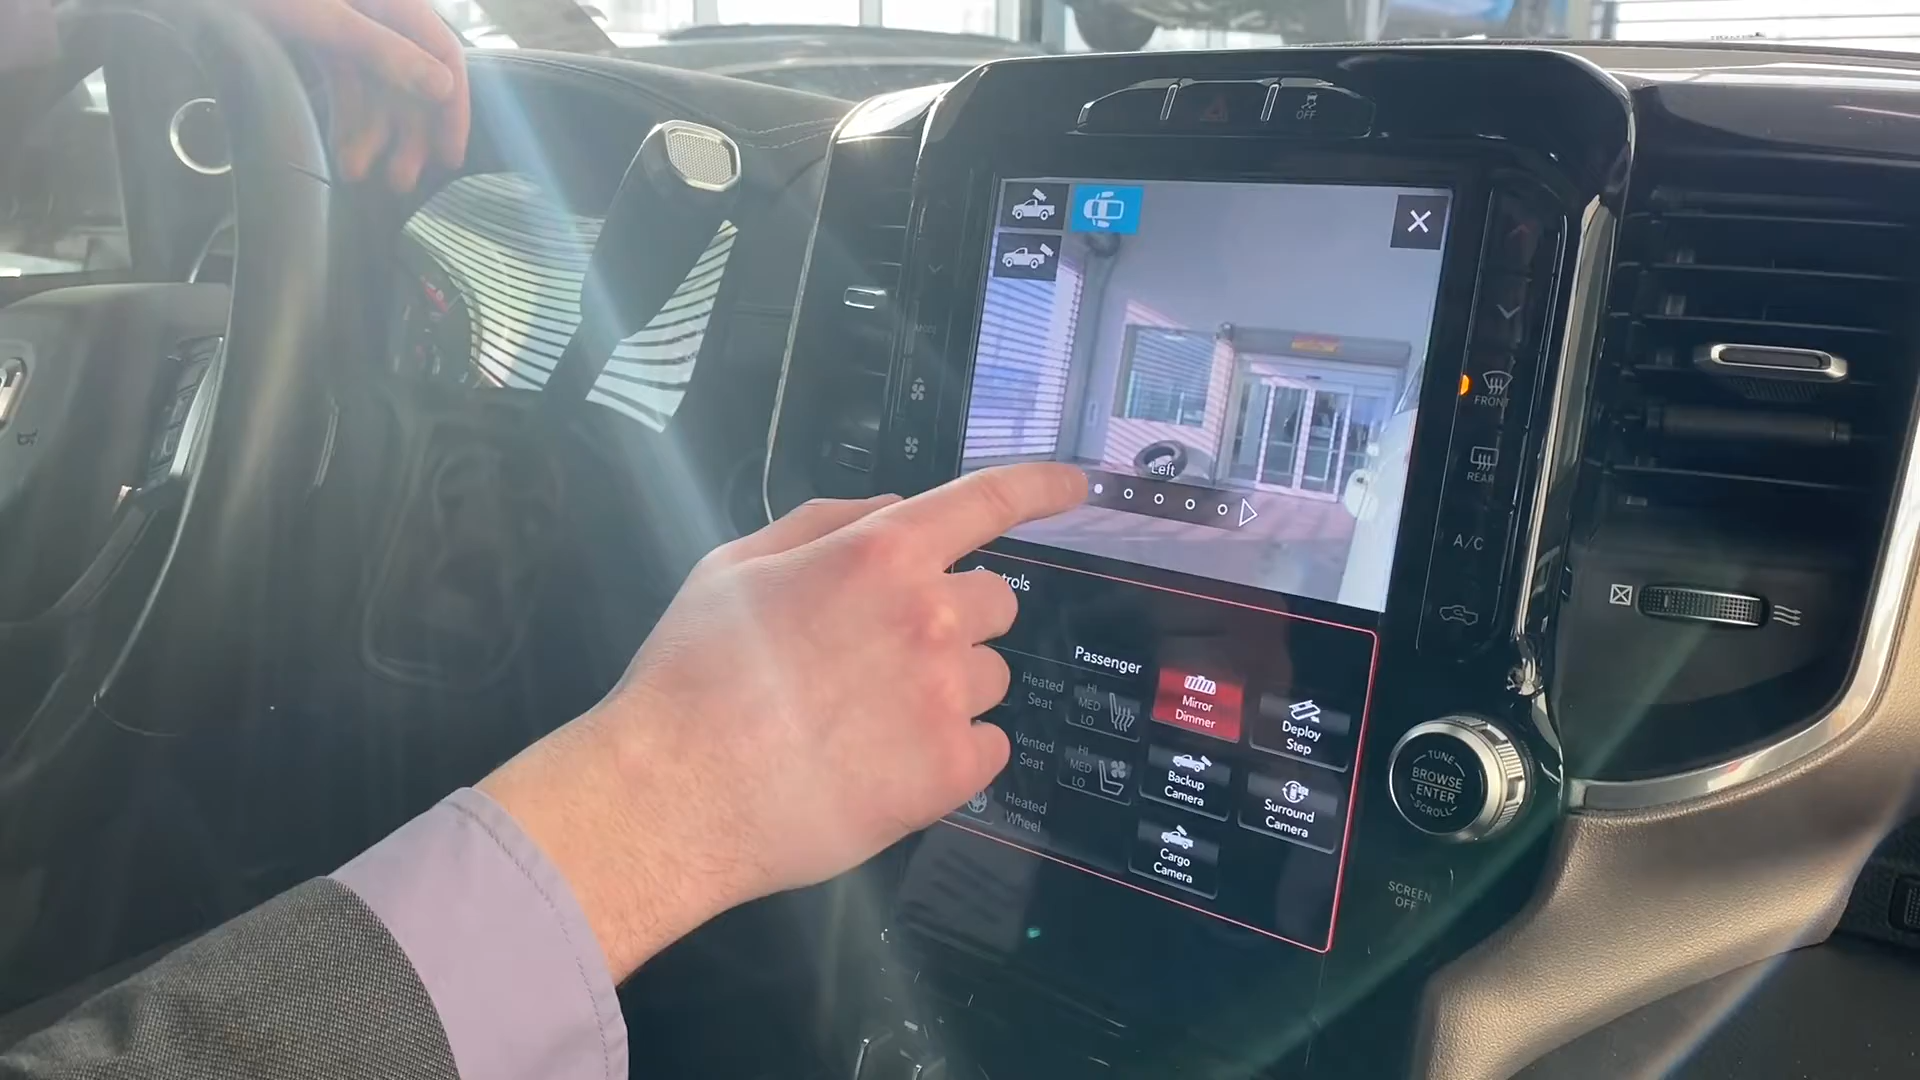 OFF
MODE
FRONT
REAR
A/C
Left
Passenger
Heated
Seat
HI
MED
LO
Vented
Seat
HI
MED
LO
Heated
Wheel
Mirror
Dimmer
Deploy
Step
Backup
Camera
Surround
Camera
Cargo
Camera
TUNE
BROWSE
ENTER
SCROLL
SCREEN
OFF